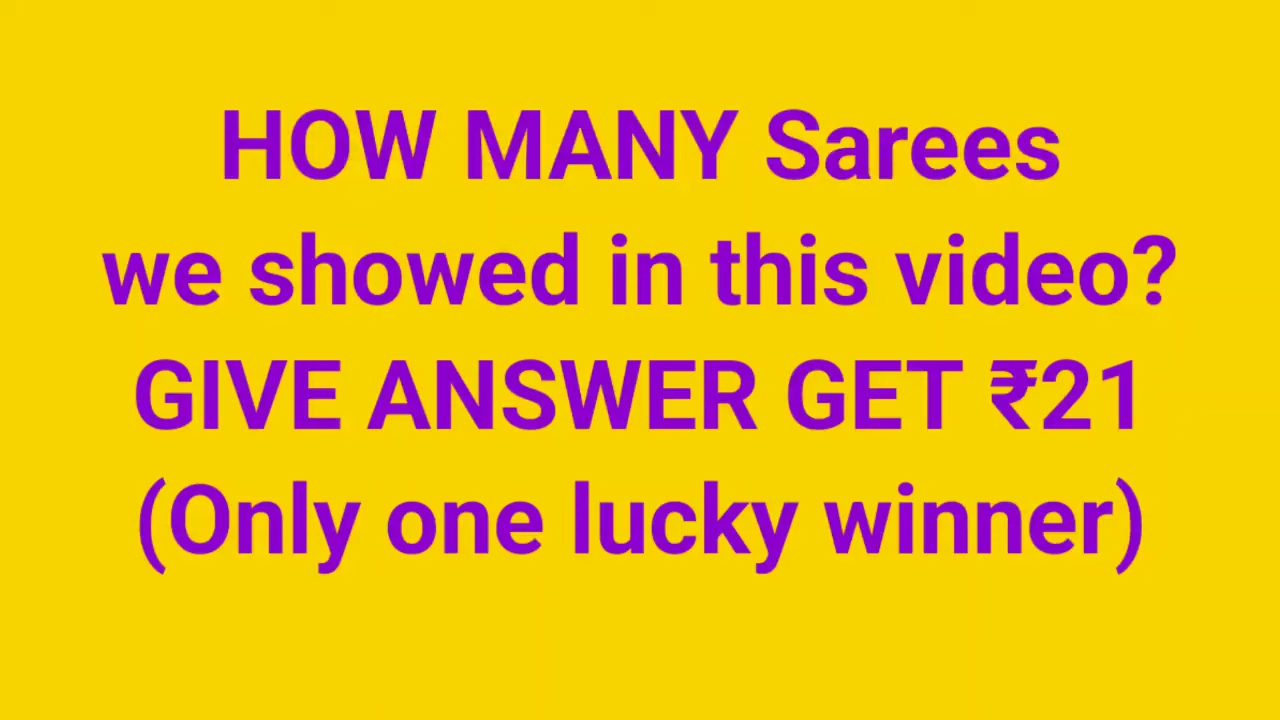 HOW MANY Sarees
we showed in this video?
GIVE ANSWER GET ₹21
(Only one lucky winner)